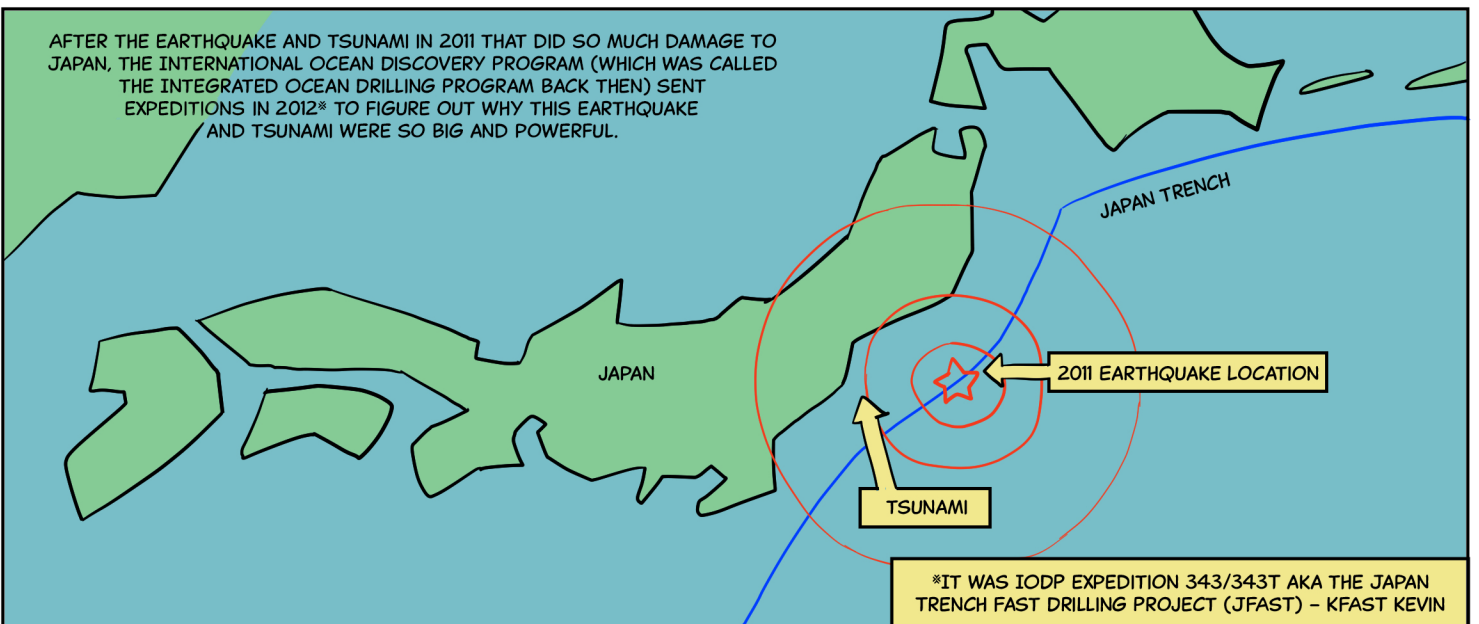 AFTER THE EARTHQUAKE AND TSUNAMI IN 2011 THAT DID SO MUCH DAMAGE TO
JAPAN, THE INTERNATIONAL OCEAN DISCOVERY PROGRAM (WHICH WAS CALLED
THE INTEGRATED OCEAN DRILLING PROGRAM BACK THEN) SENT
EXPEDITIONS IN 2012* TO FIGURE OUT WHY THIS EARTHQUAKE
AND TSUNAMI WERE SO BIG AND POWERFUL.
JAPAN TRENCH
JAPAN
2011 EARTHQUAKE LOCATION
TSUNAMI
*IT WAS IODP EXPEDITION 343/343T AKA THE JAPAN
TRENCH FAST DRILLING PROJECT (JFAST) – KFAST KEVIN